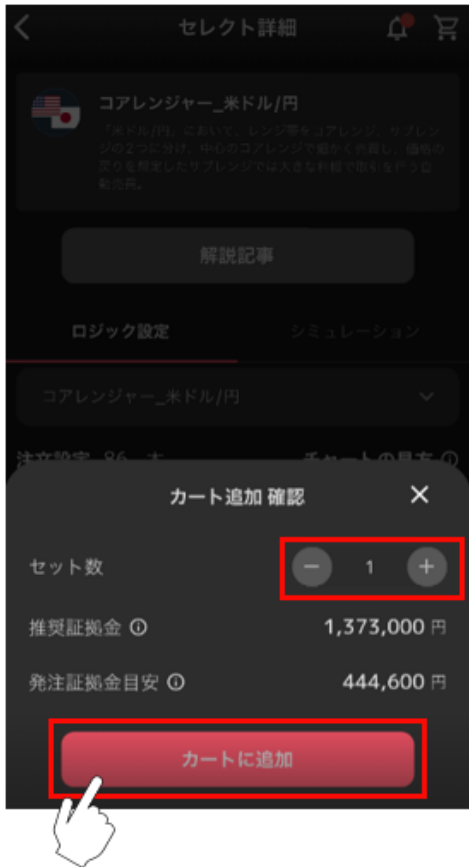 セレクト詳細
コアレンジャー_米ドル/円
「米ドル/円」において、レンジ帯をコアレンジ、サブレン
ジの2つに分け、中心のコアレンジで細かく売買し、価格の
戻りを想定したサブレンジでは大きな利幅で取引を行う自
動売買。
解説記事
ロジック設定 シミュレーション
コアレンジャー_米ドル/円
注文設定 86 本 チャートの見方
カート追加 確認
セット数 1
推奨証拠金 1,373,000 円
発注証拠金目安 444,600 円
カートに追加